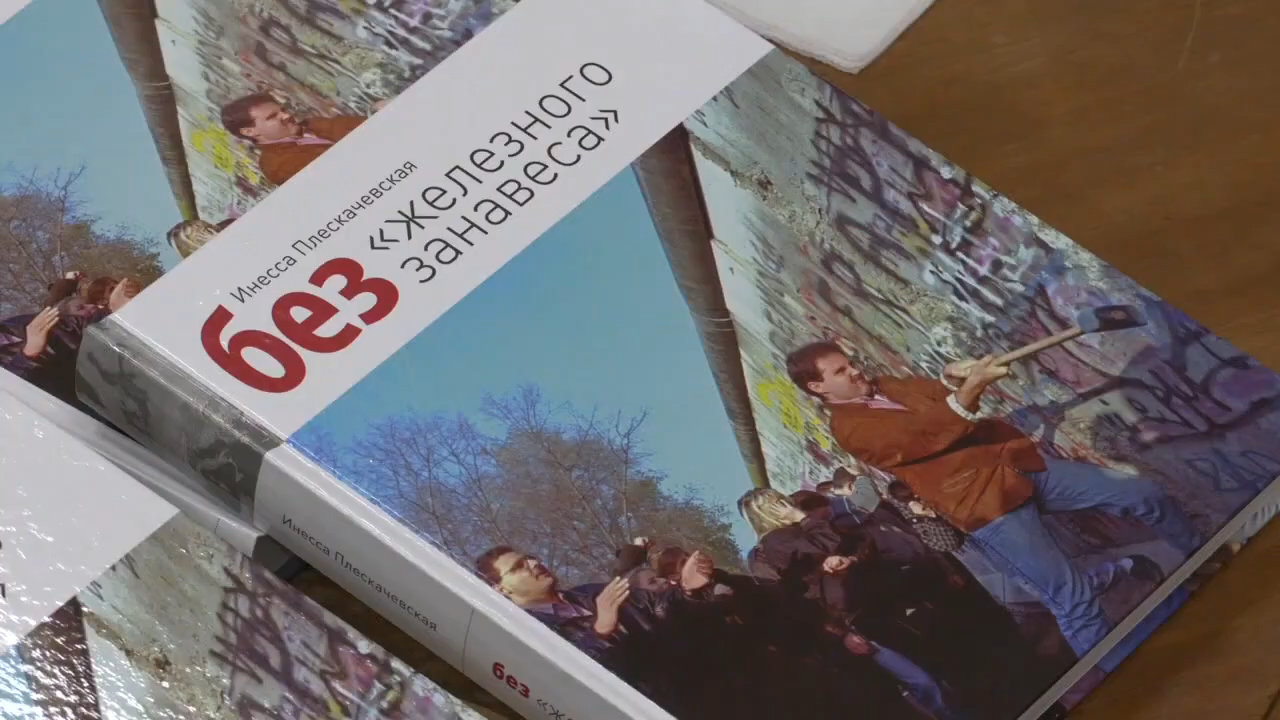 Инесса Плескачевская
без «железного
занавеса»
Инесса Плескачевская
без